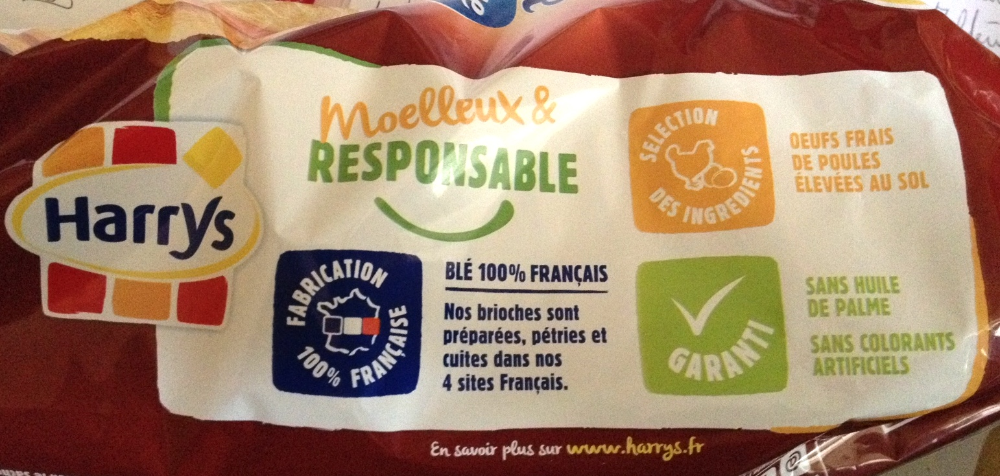 Harrys
Moelleux &
RESPONSABLE
FABRICATION
100% FRANÇAISE
BLÉ 100% FRANÇAIS
Nos brioches sont
préparées, pétries et
cuites dans nos
4 sites Français.
SELECTION
DES INGREDIENTS
OEUFS FRAIS
DE POULES
ÉLEVÉES AU SOL
GARANTI
SANS HUILE
DE PALME
SANS COLORANTS
ARTIFICIELS
En savoir plus sur www.harrys.fr